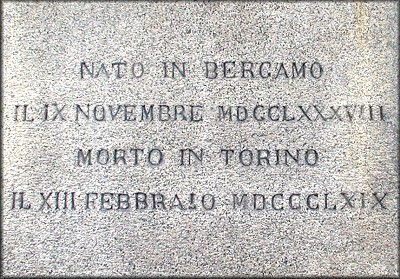 NATO IN BERGAMO
IL IX NOVEMBRE MDCCLXXXVIII
MORTO IN TORINO
IL XIII FEBBRAIO MDCCCLXIX